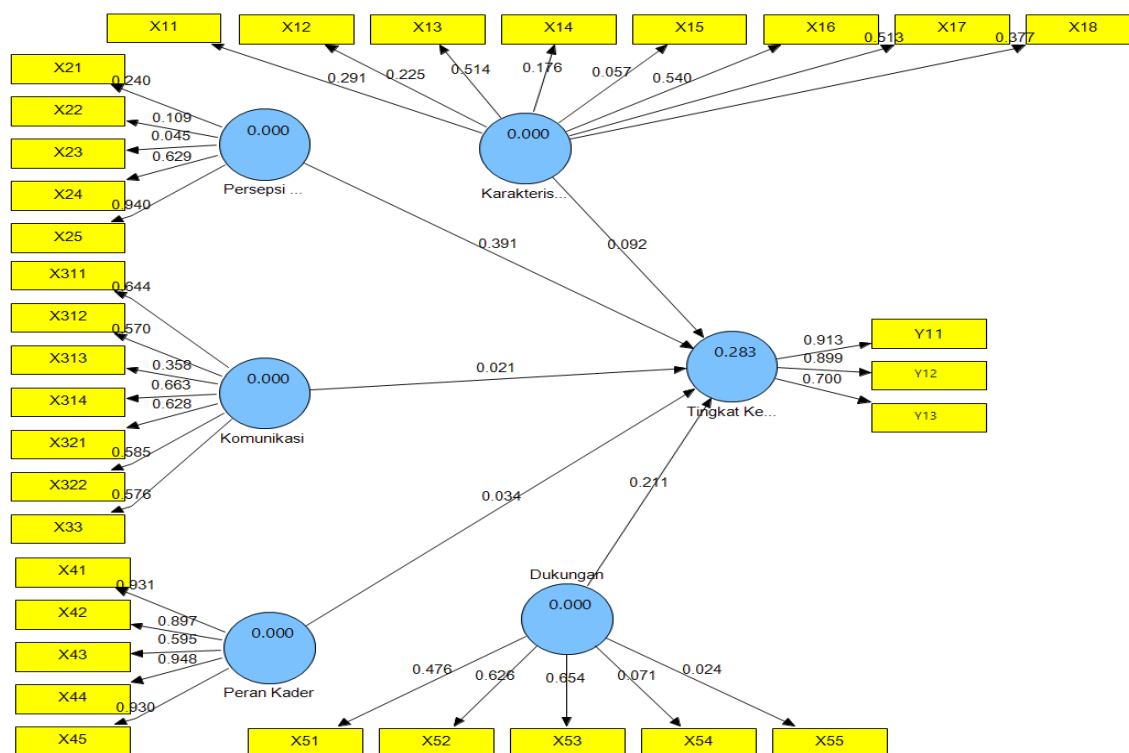 X11
X12
X13
X14
X15
X16
X17
X18
0.291
0.225
0.514
0.176
0.057
0.540
0.513
0.377
0.000
Karakteris...
X21
X22
X23
X24
X25
0.240
0.109
0.045
0.629
0.940
0.000
Persepsi ...
0.391
0.092
X311
X312
X313
X314
X321
X322
X33
0.644
0.570
0.358
0.663
0.628
0.585
0.576
0.000
Komunikasi
0.021
0.283
Tingkat Ke...
0.913
0.899
0.700
Y11
Y12
Y13
X41
X42
X43
X44
X45
0.931
0.897
0.595
0.948
0.930
0.000
Peran Kader
0.034
0.211
Dukungan
0.000
0.476
0.626
0.654
0.071
0.024
X51
X52
X53
X54
X55